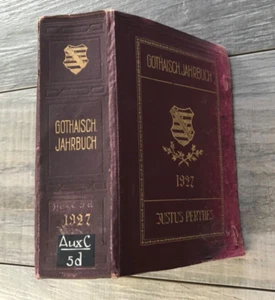 GOTHAISCH.
JAHRBUCH
1927
AuxC
5d
GOTHAISCH. JAHRBUCH
1927
JUSTUS PERTHES